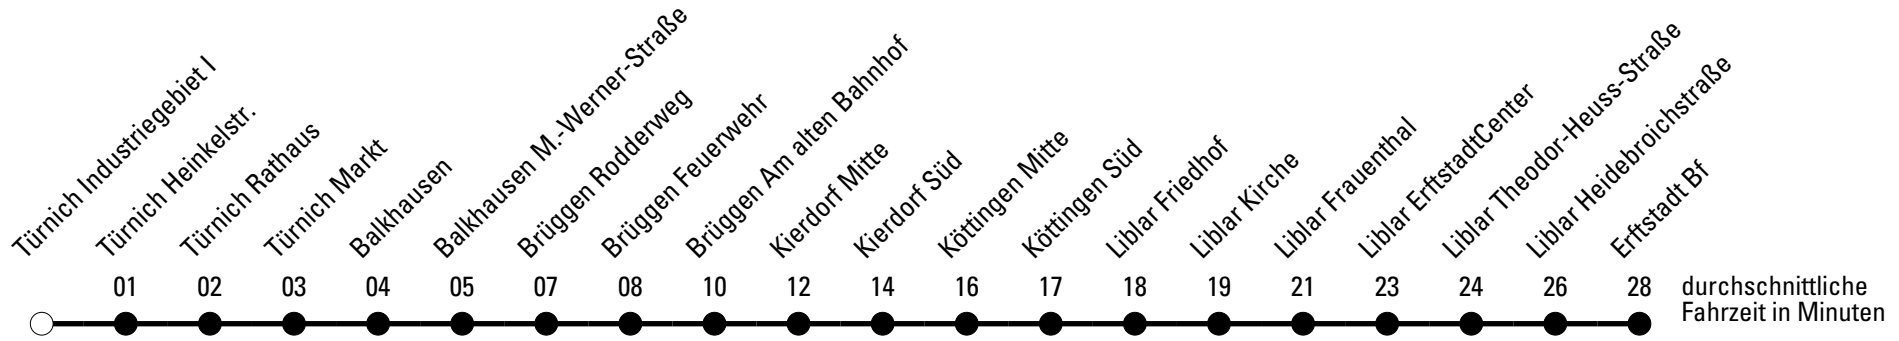 Türnich Industriegebiet I
Türnich Heinkelstr.
Türnich Rathaus
Türnich Markt
Balkhausen
Balkhausen M.-Werner-Straße
Brüggen Rodderweg
Brüggen Feuerwehr
Brüggen Am alten Bahnhof
Kierdorf Mitte
Kierdorf Süd
Köttingen Mitte
Köttingen Süd
Liblar Friedhof
Liblar Kirche
Liblar Frauenthal
Liblar ErftstadtCenter
Liblar Theodor-Heuss-Straße
Liblar Heidebroichstraße
Erftstadt Bf
01 02 03 04 05 07 08 10 12 14 16 17 18 19 21 23 24 26 28
durchschnittliche
Fahrzeit in Minuten